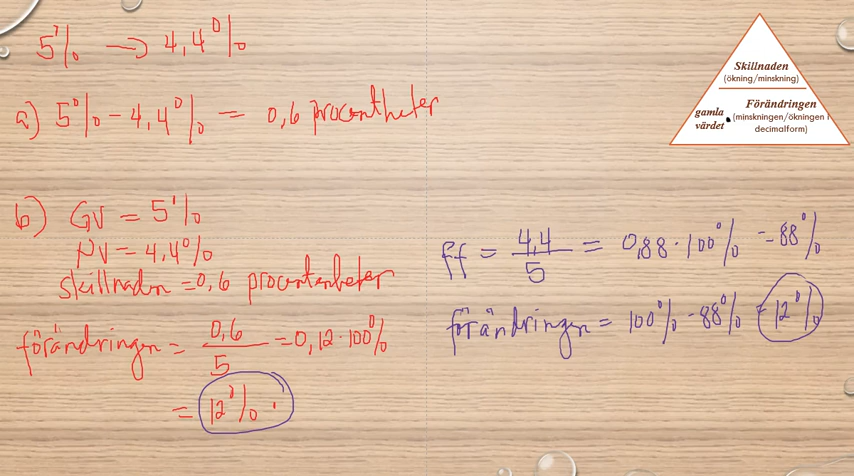 5% → 4,4%
a) 5% - 4,4% = 0,6 procentheter
b) GV = 5%
NV = 4,4%
skillnaden = 0,6 procentenheter
förändringen = 0,6/5 = 0,12 · 100%
= 12%.
ff = 4,4/5 = 0,88 · 100% = 88%
förändringen = 100% - 88% = 12%
Skillnaden
(ökning/minskning)
gamla
värdet
Förändringen
(minskningen/ökningen i
decimalform)